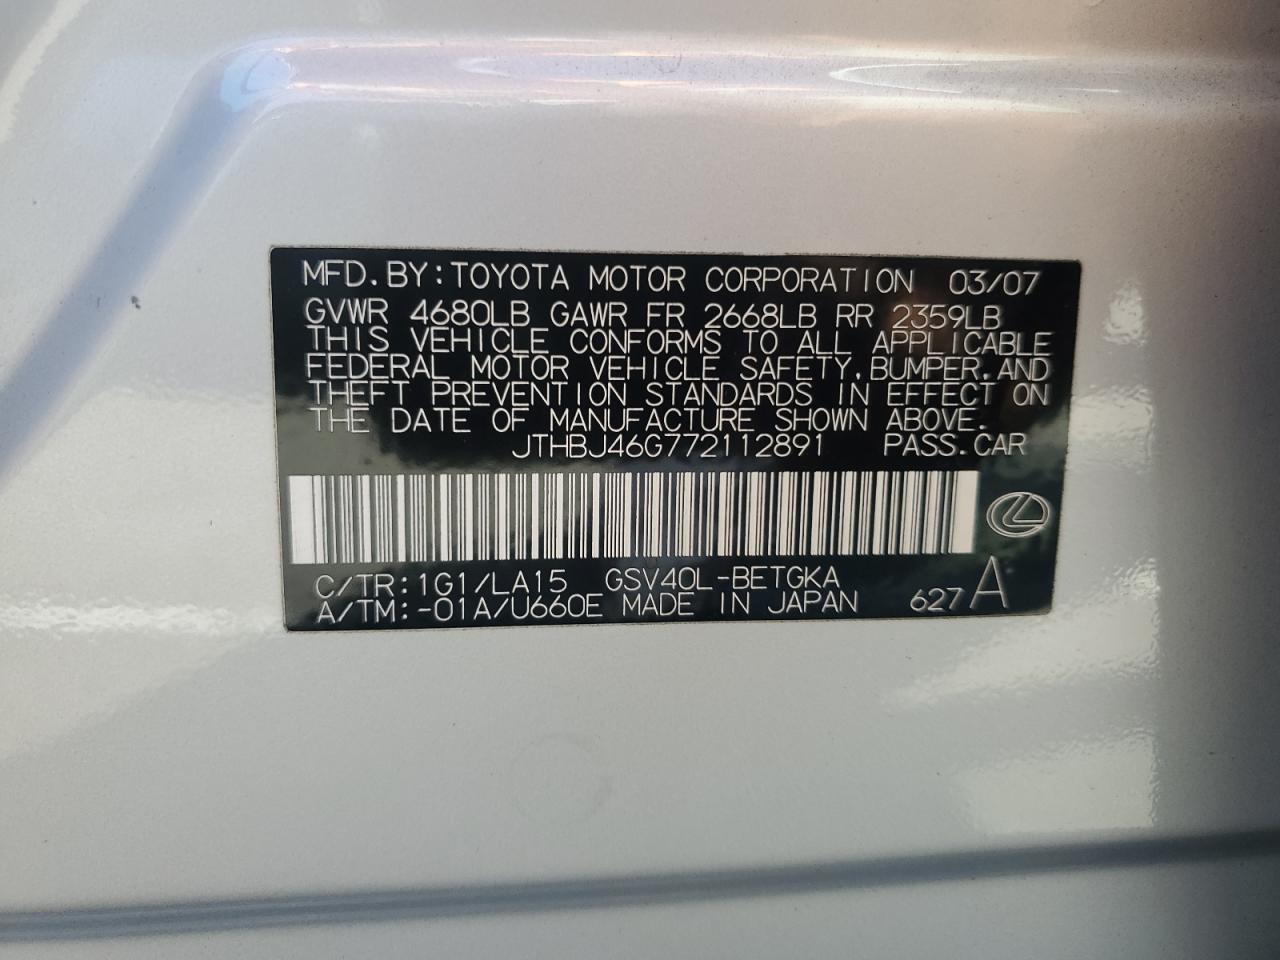 MFD.BY:TOYOTA MOTOR CORPORATION 03/07
GVWR 4680LB GAWR FR 2668LB RR 2359LB
THIS VEHICLE CONFORMS TO ALL APPLICABLE
FEDERAL MOTOR VEHICLE SAFETY,BUMPER,AND
THEFT PREVENTION STANDARDS IN EFFECT ON
THE DATE OF MANUFACTURE SHOWN ABOVE.
JTHBJ46G772112891 PASS.CAR
C/TR:1G1/LA15 GSV40L-BETGKA
A/TM:-01A/U660E MADE IN JAPAN 627A